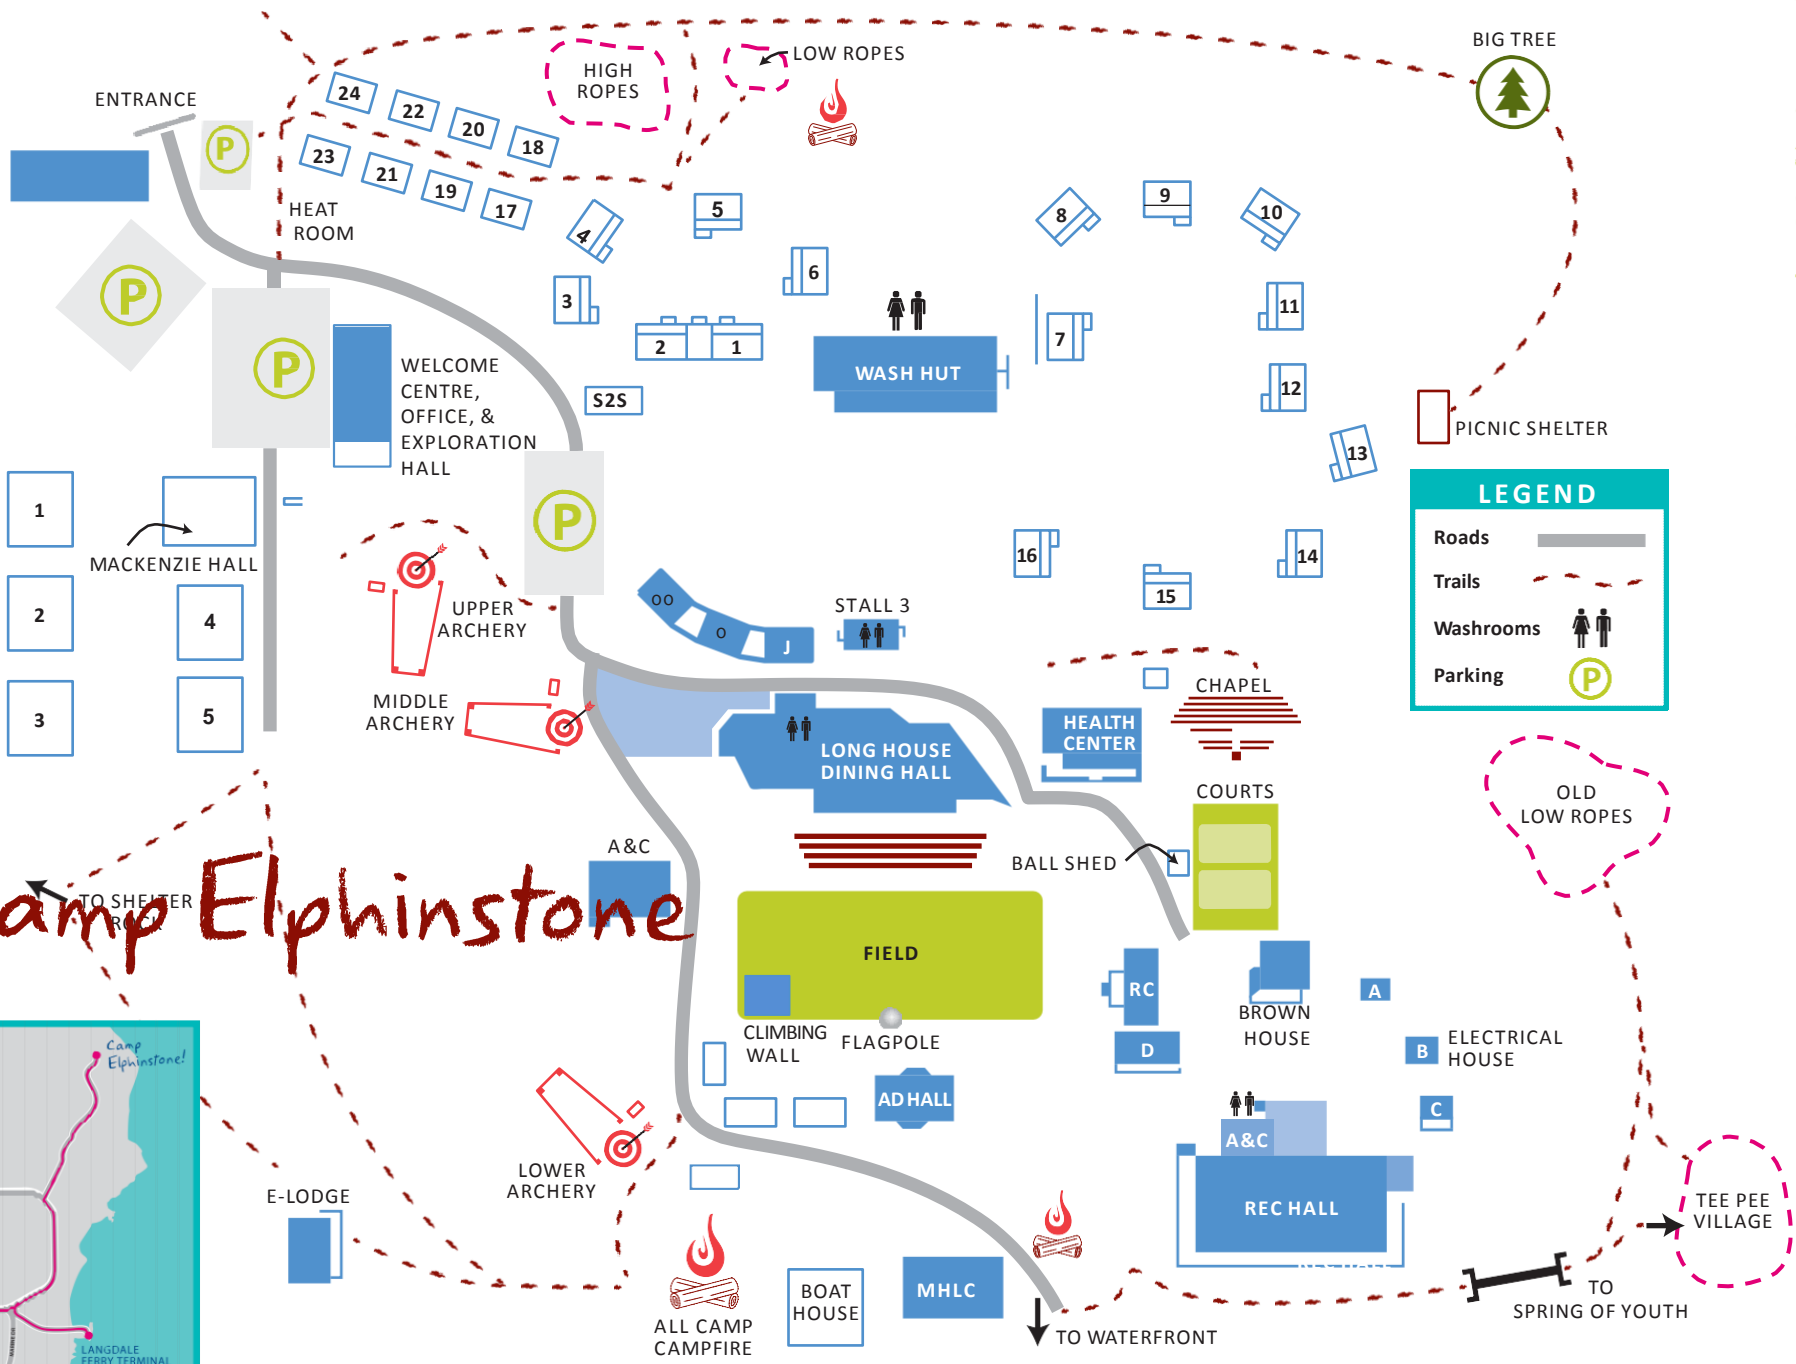 BIG TREE
LOW ROPES
HIGH
ROPES
ENTRANCE
P
24
22
20
18
23
21
19
17
HEAT
ROOM
4
5
6
3
2
1
S2S
8
9
10
11
7
12
13
16
15
14
WASH HUT
P
P
WELCOME
CENTRE,
OFFICE, &
EXPLORATION
HALL
PICNIC SHELTER
LEGEND
Roads
Trails
Washrooms
Parking
P
1
2
3
4
5
MACKENZIE HALL
P
UPPER
ARCHERY
MIDDLE
ARCHERY
OO
O
J
STALL 3
CHAPEL
HEALTH
CENTER
LONG HOUSE
DINING HALL
COURTS
BALL SHED
OLD
LOW ROPES
A&C
TO SHELTER
ROCK
amp Elphinstone
FIELD
CLIMBING
WALL
FLAGPOLE
RC
D
BROWN
HOUSE
A
B
ELECTRICAL
HOUSE
C
AD HALL
A&C
REC HALL
REC HALL
LOWER
ARCHERY
E-LODGE
ALL CAMP
CAMPFIRE
BOAT
HOUSE
MHLC
TO WATERFRONT
TEE PEE
VILLAGE
TO
SPRING OF YOUTH
Camp
Elphinstone!
LANGDALE
FERRY TERMINAL